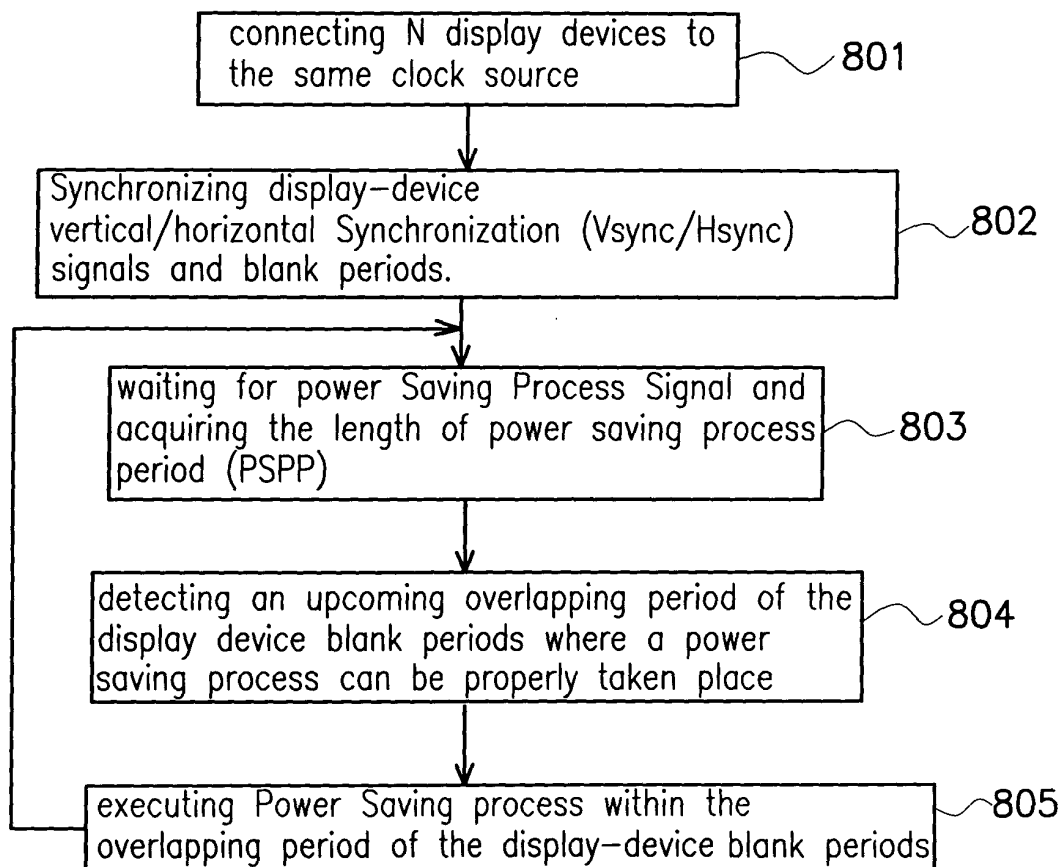 connecting N display devices to
the same clock source
801
Synchronizing display-device
vertical/horizontal Synchronization (Vsync/Hsync)
signals and blank periods.
802
waiting for power Saving Process Signal and
acquiring the length of power saving process
period (PSPP)
803
detecting an upcoming overlapping period of the
display device blank periods where a power
saving process can be properly taken place
804
executing Power Saving process within the
overlapping period of the display-device blank periods
805